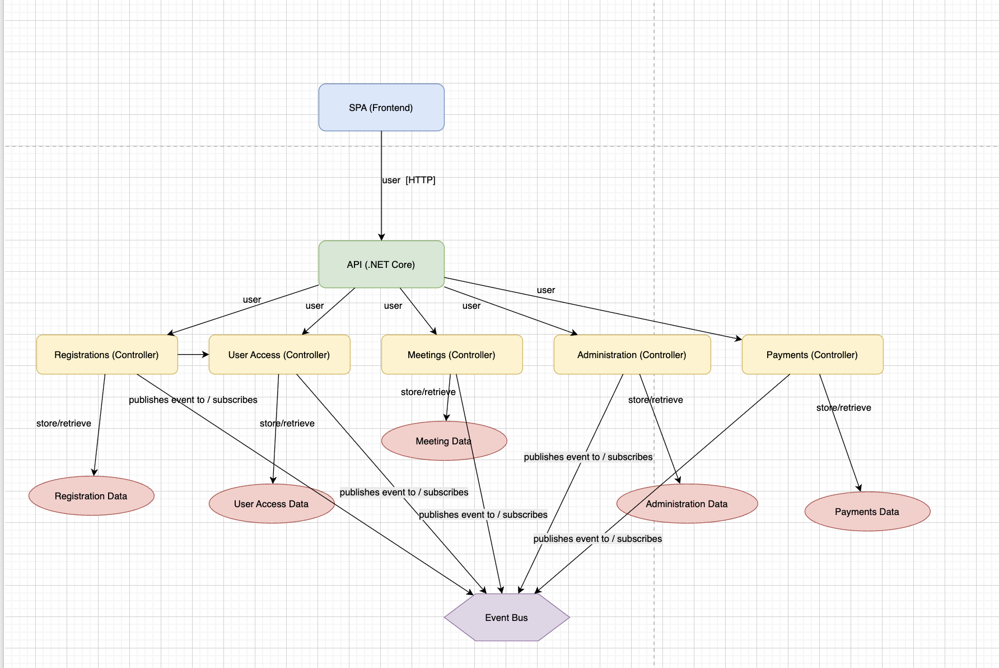 SPA (Frontend)
user  [HTTP]
API (.NET Core)
user
user
user
user
user
Registrations (Controller)
User Access (Controller)
Meetings (Controller)
Administration (Controller)
Payments (Controller)
store/retrieve
publishes event to / subscribes
store/retrieve
store/retrieve
store/retrieve
store/retrieve
Meeting Data
publishes event to / subscribes
publishes event to / subscribes
Registration Data
User Access Data
publishes event to / subscribes
Administration Data
Payments Data
publishes event to / subscribes
Event Bus